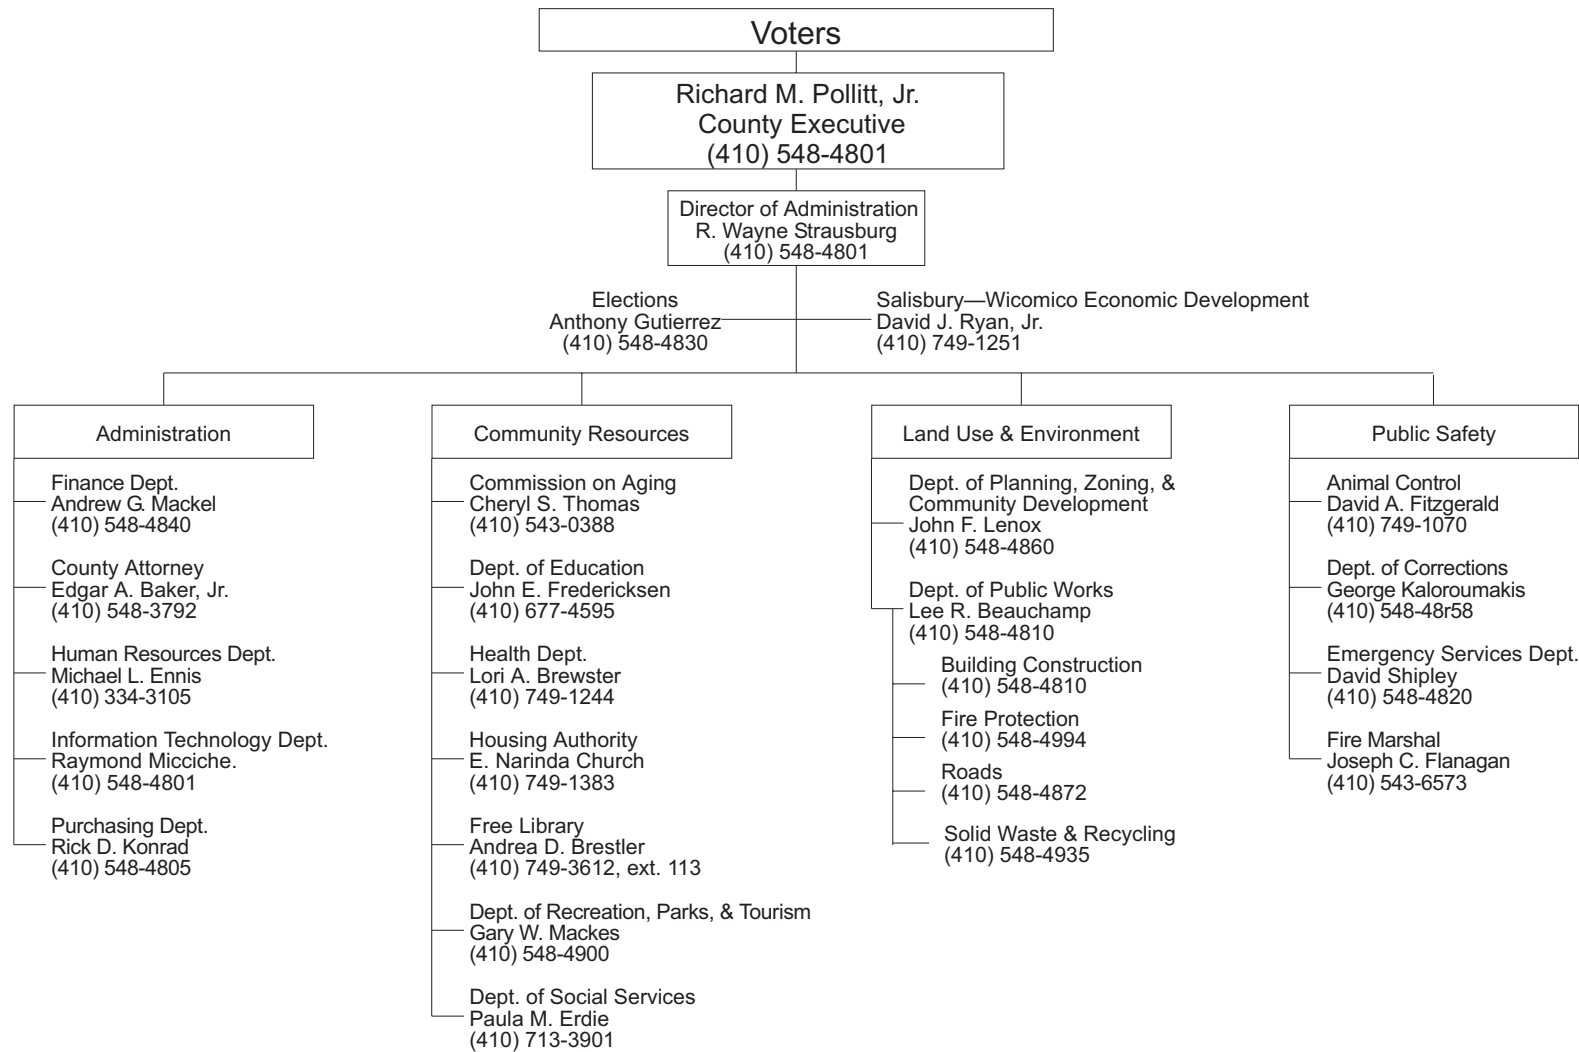 Voters
Richard M. Pollitt, Jr.
County Executive
(410) 548-4801
Director of Administration
R. Wayne Strausburg
(410) 548-4801
Elections
Anthony Gutierrez
(410) 548-4830
Salisbury—Wicomico Economic Development
David J. Ryan, Jr.
(410) 749-1251
Administration
Finance Dept.
Andrew G. Mackel
(410) 548-4840
County Attorney
Edgar A. Baker, Jr.
(410) 548-3792
Human Resources Dept.
Michael L. Ennis
(410) 334-3105
Information Technology Dept.
Raymond Micciche.
(410) 548-4801
Purchasing Dept.
Rick D. Konrad
(410) 548-4805
Community Resources
Commission on Aging
Cheryl S. Thomas
(410) 543-0388
Dept. of Education
John E. Fredericksen
(410) 677-4595
Health Dept.
Lori A. Brewster
(410) 749-1244
Housing Authority
E. Narinda Church
(410) 749-1383
Free Library
Andrea D. Brestler
(410) 749-3612, ext. 113
Dept. of Recreation, Parks, & Tourism
Gary W. Mackes
(410) 548-4900
Dept. of Social Services
Paula M. Erdie
(410) 713-3901
Land Use & Environment
Dept. of Planning, Zoning, &
Community Development
John F. Lenox
(410) 548-4860
Dept. of Public Works
Lee R. Beauchamp
(410) 548-4810
Building Construction
(410) 548-4810
Fire Protection
(410) 548-4994
Roads
(410) 548-4872
Solid Waste & Recycling
(410) 548-4935
Public Safety
Animal Control
David A. Fitzgerald
(410) 749-1070
Dept. of Corrections
George Kaloroumakis
(410) 548-48r58
Emergency Services Dept.
David Shipley
(410) 548-4820
Fire Marshal
Joseph C. Flanagan
(410) 543-6573